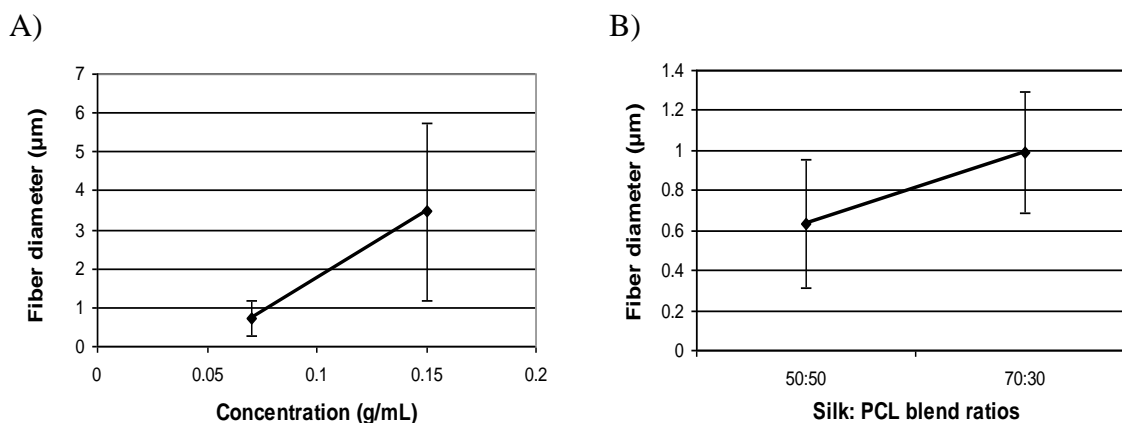 A)
7
6
5
4
3
2
1
0
Fiber diameter (µm)
0 0.05 0.1 0.15 0.2
Concentration (g/mL)
B)
1.4
1.2
1
0.8
0.6
0.4
0.2
0
Fiber diameter (µm)
50:50 70:30
Silk: PCL blend ratios